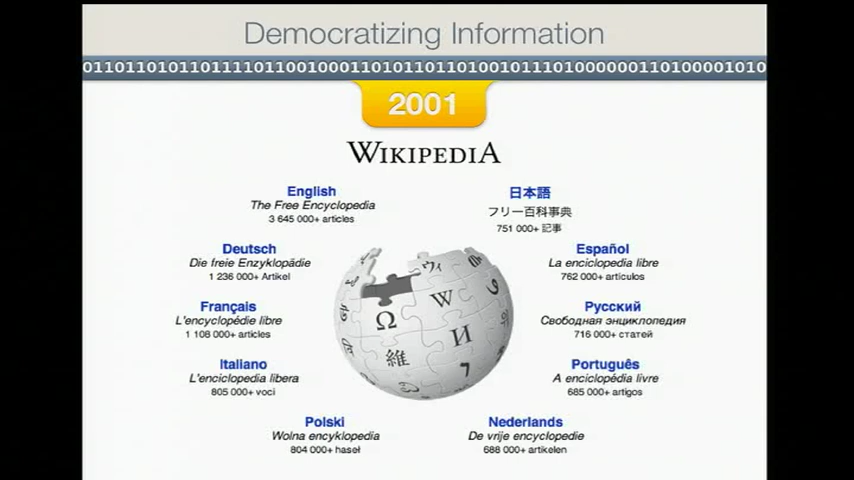 Democratizing Information
2001
WIKIPEDIA
English
The Free Encyclopedia
3 645 000+ articles
日本語
フリー百科事典
751 000+ 記事
Deutsch
Die freie Enzyklopädie
1 236 000+ Artikel
Español
La enciclopedia libre
762 000+ artículos
Français
L'encyclopédie libre
1 108 000+ articles
Русский
Свободная энциклопедия
716 000+ статей
Italiano
L'enciclopedia libera
805 000+ voci
Português
A enciclopédia livre
685 000+ artigos
Polski
Wolna encyklopedia
804 000+ haseł
Nederlands
De vrije encyclopedie
688 000+ artikelen
Ω
W
И
維